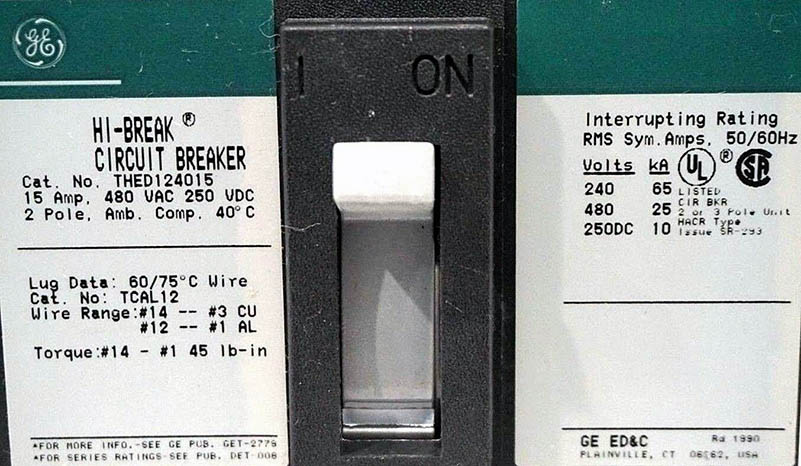 GE
HI-BREAK ®
CIRCUIT BREAKER
Cat. No. THED124015
15 Amp, 480 VAC 250 VDC
2 Pole, Amb. Comp. 40°C
Lug Data: 60/75°C Wire
Cat. No: TCAL12
Wire Range:#14 -- #3 CU
#12 -- #1 AL
Torque:#14 - #1 45 lb-in
*FOR MORE INFO.-SEE GE PUB. GET-2779
*FOR SERIES RATINGS-SEE PUB. DET-008
I ON
Interrupting Rating
RMS Sym.Amps, 50/60Hz
Volts kA UL ® SA
240 65 LISTED
CIR BKR
480 25 2 or 3 Pole Unit
HACR Type
250DC 10 Issue SR-293
GE ED&C Rd 1990
PLAINVILLE, CT 06062, USA